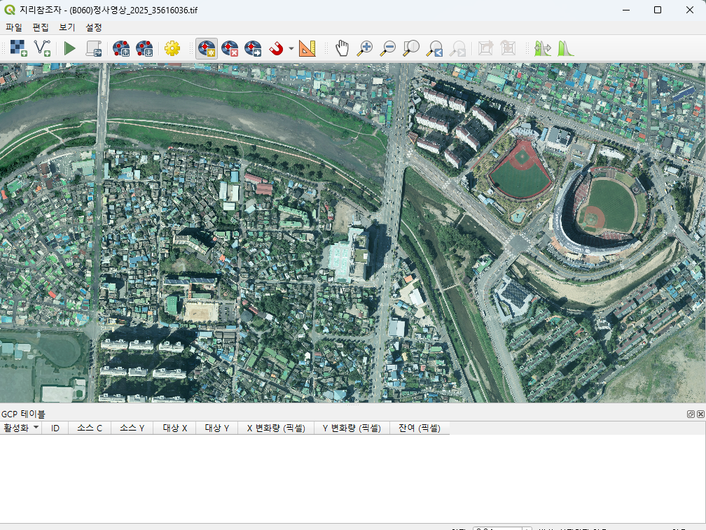 지리참조자 - (B060)정사영상_2025_35616036.tif
파일 편집 보기 설정
GCP 테이블
활성화 ID 소스 C 소스 Y 대상 X 대상 Y X 변화량 (픽셀) Y 변화량 (픽셀) 잔여 (픽셀)